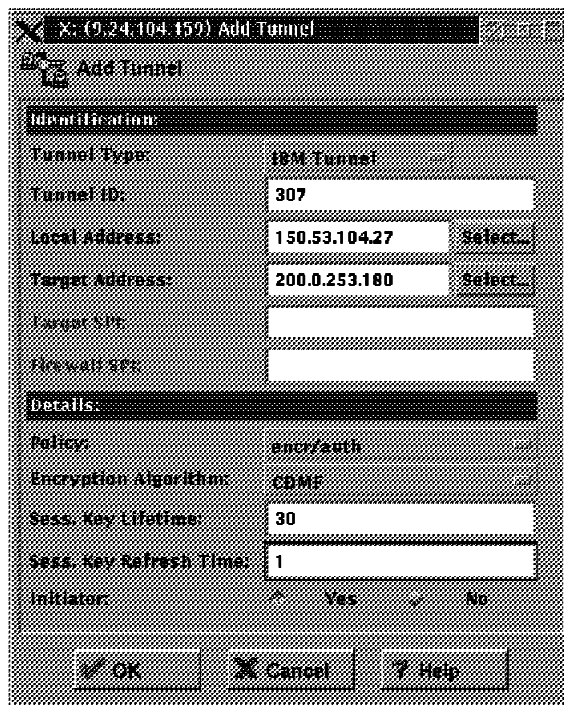 X: (9.24.104.159) Add Tunnel
Add Tunnel
Identification:
Tunnel Type: IBM Tunnel
Tunnel ID: 307
Local Address: 150.53.104.27 Select...
Target Address: 200.0.253.180 Select...
Target SPI:
Firewall SPI:
Details:
Policy: encr/auth
Encryption Algorithm: CDMF
Sess. Key Lifetime: 30
Sess. Key Refresh Time: 1
Initiator: Yes No
OK Cancel ? Help